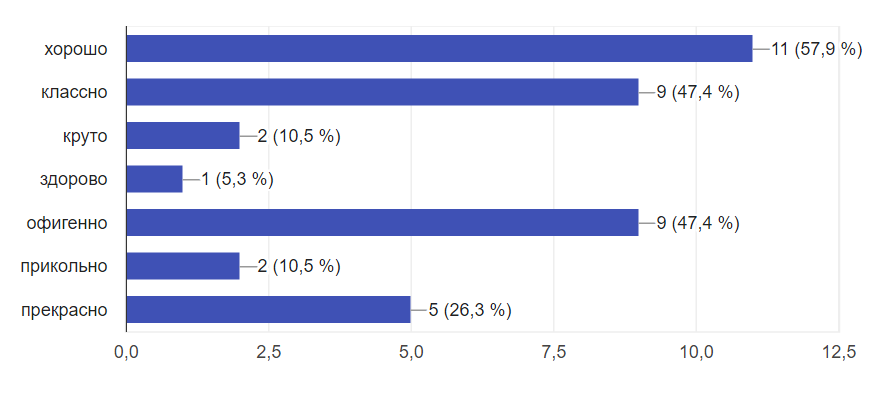 хорошо 11 (57,9 %)
классно 9 (47,4 %)
круто 2 (10,5 %)
здорово 1 (5,3 %)
офигенно 9 (47,4 %)
прикольно 2 (10,5 %)
прекрасно 5 (26,3 %)
0,0 2,5 5,0 7,5 10,0 12,5